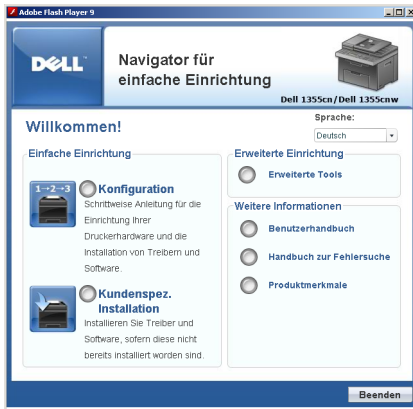 Adobe Flash Player 9
DELL
Navigator für
einfache Einrichtung
Dell 1355cn/Dell 1355cnw
Willkommen!
Sprache:
Deutsch
Einfache Einrichtung
1→2→3
Konfiguration
Schrittweise Anleitung für die
Einrichtung Ihrer
Druckerhardware und die
Installation von Treibern und
Software.
Kundenspez.
Installation
Installieren Sie Treiber und
Software, sofern diese nicht
bereits installiert worden sind.
Erweiterte Einrichtung
Erweiterte Tools
Weitere Informationen
Benutzerhandbuch
Handbuch zur Fehlersuche
Produktmerkmale
Beenden